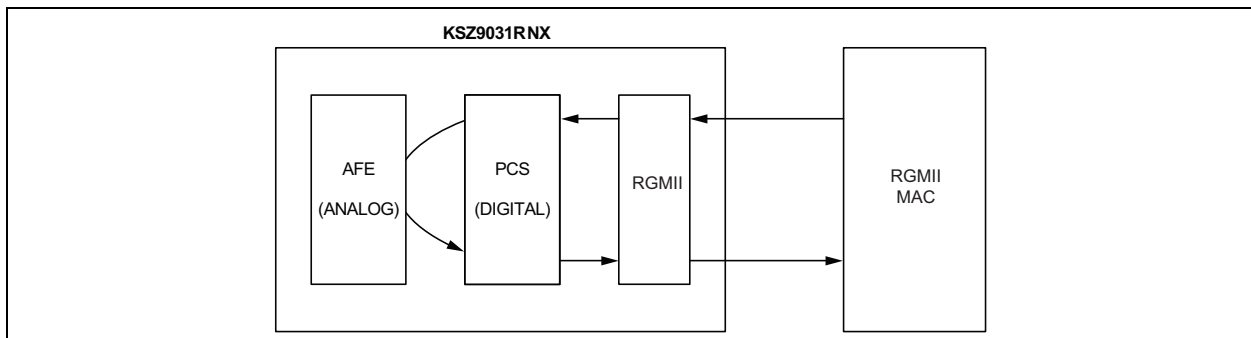 KSZ9031RNX
AFE
(ANALOG)
PCS
(DIGITAL)
RGMII
RGMII
MAC